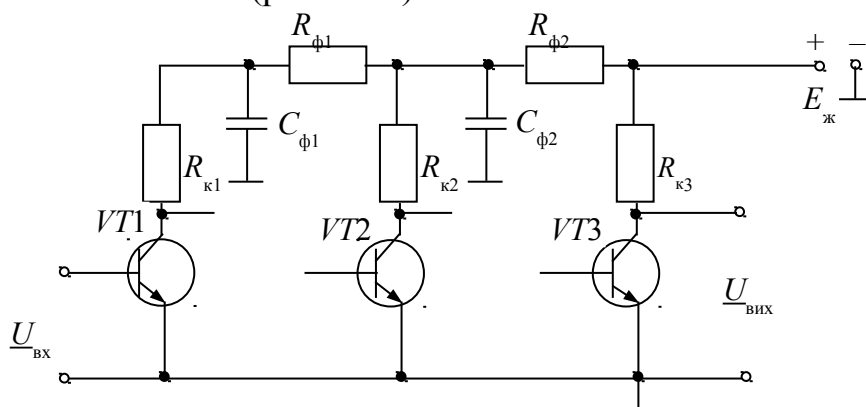 R ф1 R ф2
+ –
E ж
C ф1 C ф2
R к1 R к2 R к3
VT1 VT2 VT3
U вх U вих